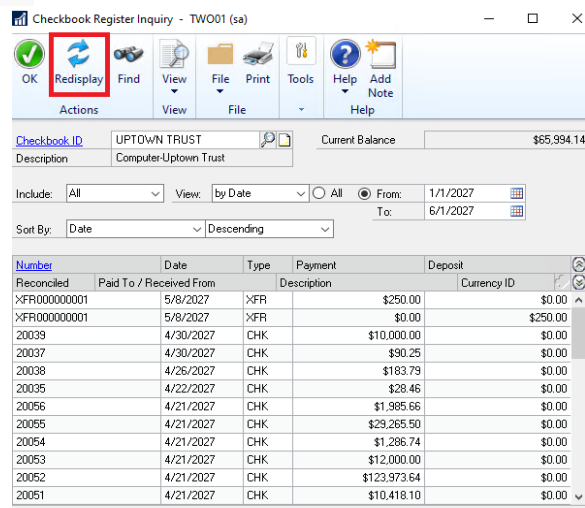 Checkbook Register Inquiry - TWO01 (sa)
OK Redisplay Find View File Print Tools Help Add Note
Actions View File Help
Checkbook ID UPTOWN TRUST Current Balance $65,994.14
Description Computer-Uptown Trust
Include: All View: by Date All From: 1/1/2027
To: 6/1/2027
Sort By: Date Descending
Number Date Type Payment Deposit
Reconciled Paid To / Received From Description Currency ID
XFR000000001 5/8/2027 XFR $250.00 $0.00
XFR000000001 5/8/2027 XFR $0.00 $250.00
20039 4/30/2027 CHK $10,000.00 $0.00
20037 4/30/2027 CHK $90.25 $0.00
20038 4/26/2027 CHK $183.79 $0.00
20035 4/22/2027 CHK $28.46 $0.00
20056 4/21/2027 CHK $1,985.66 $0.00
20055 4/21/2027 CHK $29,265.50 $0.00
20054 4/21/2027 CHK $1,286.74 $0.00
20053 4/21/2027 CHK $12,000.00 $0.00
20052 4/21/2027 CHK $123,973.64 $0.00
20051 4/21/2027 CHK $10,418.10 $0.00